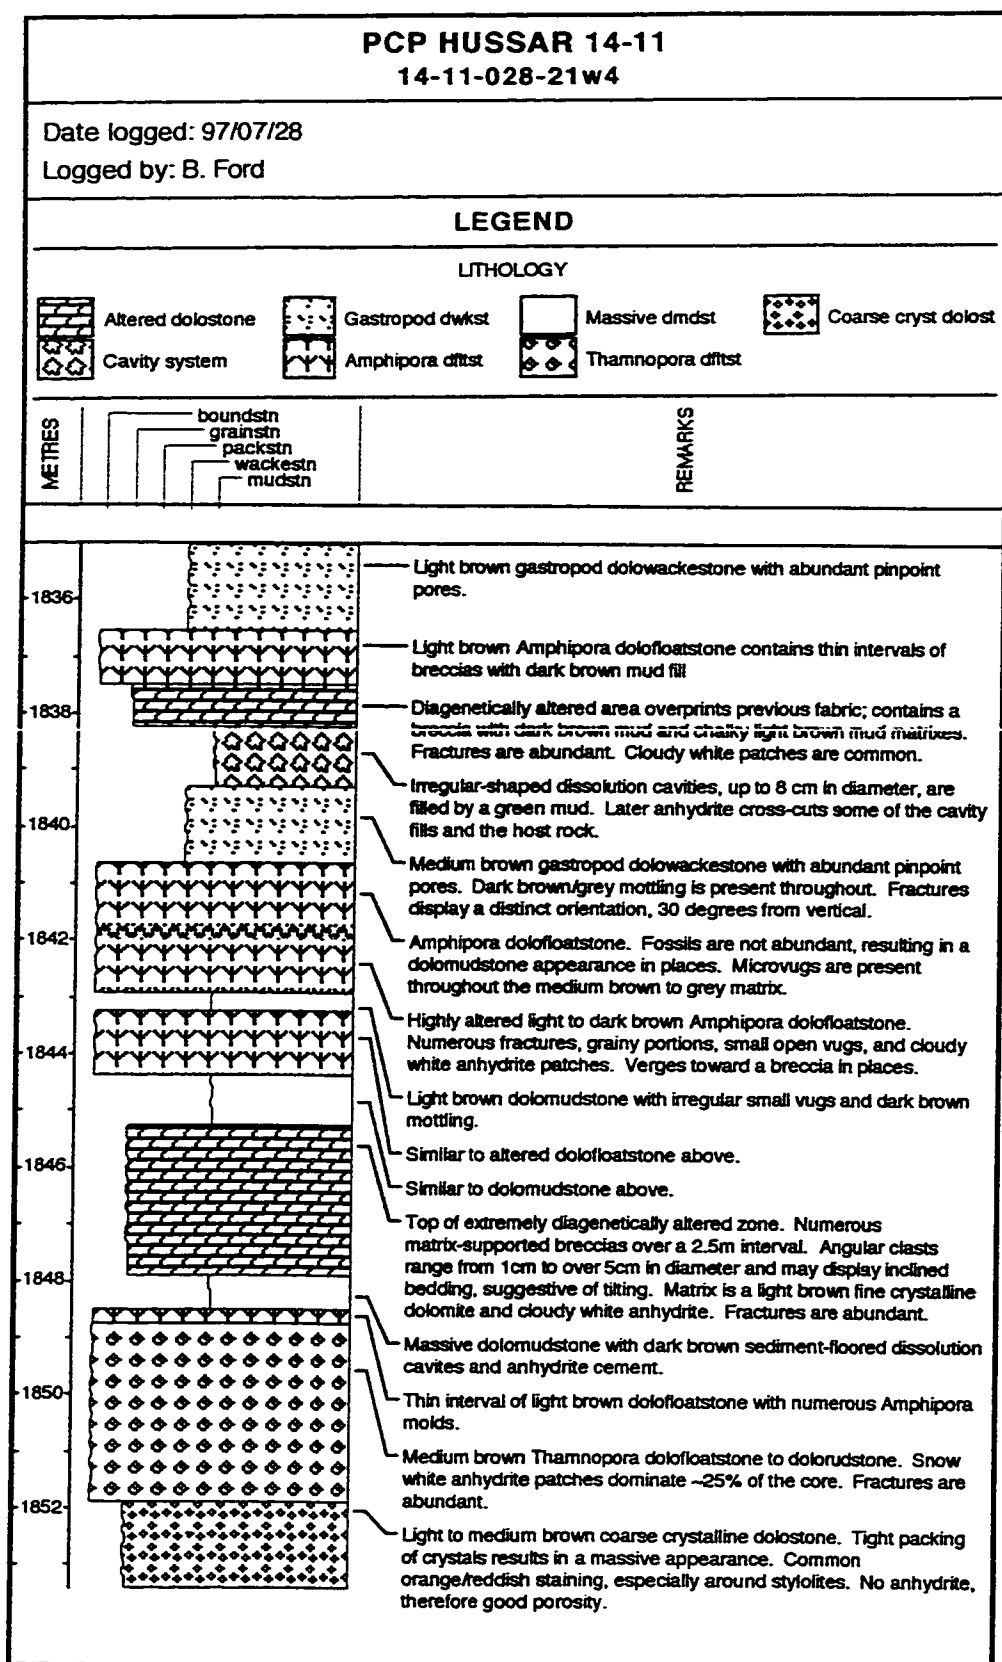 PCP HUSSAR 14-11
14-11-028-21w4
Date logged: 97/07/28
Logged by: B. Ford
LEGEND
LITHOLOGY
Altered dolostone
Gastropod dwkst
Massive dmdst
Coarse cryst dolost
Cavity system
Amphipora dfltst
Thamnopora dfltst
METRES
boundstn
grainstn
packstn
wackestn
mudstn
REMARKS
Light brown gastropod dolowackestone with abundant pinpoint
pores.
1836
Light brown Amphipora dolofloatstone contains thin intervals of
breccias with dark brown mud fill
1838
Diagenetically altered area overprints previous fabric; contains a
breccia with dark brown mud and chalky light brown mud matrixes.
Fractures are abundant. Cloudy white patches are common.
Irregular-shaped dissolution cavities, up to 8 cm in diameter, are
filled by a green mud. Later anhydrite cross-cuts some of the cavity
fills and the host rock.
1840
Medium brown gastropod dolowackestone with abundant pinpoint
pores. Dark brown/grey mottling is present throughout. Fractures
display a distinct orientation, 30 degrees from vertical.
1842
Amphipora dolofloatstone. Fossils are not abundant, resulting in a
dolomudstone appearance in places. Microvugs are present
throughout the medium brown to grey matrix.
Highly altered light to dark brown Amphipora dolofloatstone.
Numerous fractures, grainy portions, small open vugs, and cloudy
white anhydrite patches. Verges toward a breccia in places.
1844
Light brown dolomudstone with irregular small vugs and dark brown
mottling.
Similar to altered dolofloatstone above.
1846
Similar to dolomudstone above.
Top of extremely diagenetically altered zone. Numerous
matrix-supported breccias over a 2.5m interval. Angular clasts
range from 1cm to over 5cm in diameter and may display inclined
bedding, suggestive of tilting. Matrix is a light brown fine crystalline
dolomite and cloudy white anhydrite. Fractures are abundant.
1848
Massive dolomudstone with dark brown sediment-floored dissolution
cavites and anhydrite cement.
1850
Thin interval of light brown dolofloatstone with numerous Amphipora
molds.
Medium brown Thamnopora dolofloatstone to dolorudstone. Snow
white anhydrite patches dominate ~25% of the core. Fractures are
abundant.
1852
Light to medium brown coarse crystalline dolostone. Tight packing
of crystals results in a massive appearance. Common
orange/reddish staining, especially around stylolites. No anhydrite,
therefore good porosity.